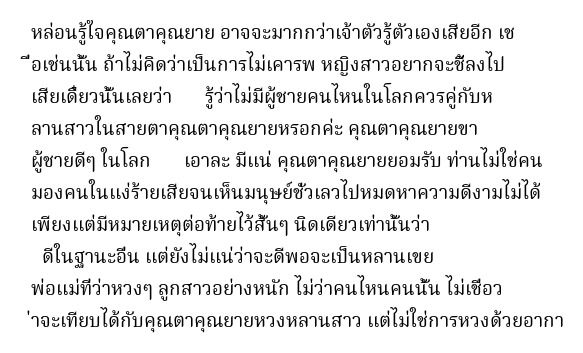 หล่อนรู้ใจคุณตาคุณยาย อาจจะมากกว่าเจ้าตัวรู้ตัวเองเสียอีก เช
ื่อเช่นนั้น ถ้าไม่คิดว่าเป็นการไม่เคารพ หญิงสาวอยากจะชี้ลงไป
เสียเดี๋ยวนั้นเลยว่า รู้ว่าไม่มีผู้ชายคนไหนในโลกควรคู่กับห
ลานสาวในสายตาคุณตาคุณยายหรอกค่ะ คุณตาคุณยายขา
ผู้ชายดีๆ ในโลก เอาละ มีแน่ คุณตาคุณยายยอมรับ ท่านไม่ใช่คน
มองคนในแง่ร้ายเสียจนเห็นมนุษย์ชั่วเลวไปหมดหาความดีงามไม่ได้
เพียงแต่มีหมายเหตุต่อท้ายไว้สั้นๆ นิดเดียวเท่านั้นว่า
ดีในฐานะอื่น แต่ยังไม่แน่ว่าจะดีพอจะเป็นหลานเขย
พ่อแม่ที่ว่าหวงๆ ลูกสาวอย่างหนัก ไม่ว่าคนไหนคนนั้น ไม่เชื่อว
่าจะเทียบได้กับคุณตาคุณยายหวงหลานสาว แต่ไม่ใช่การหวงด้วยอากา